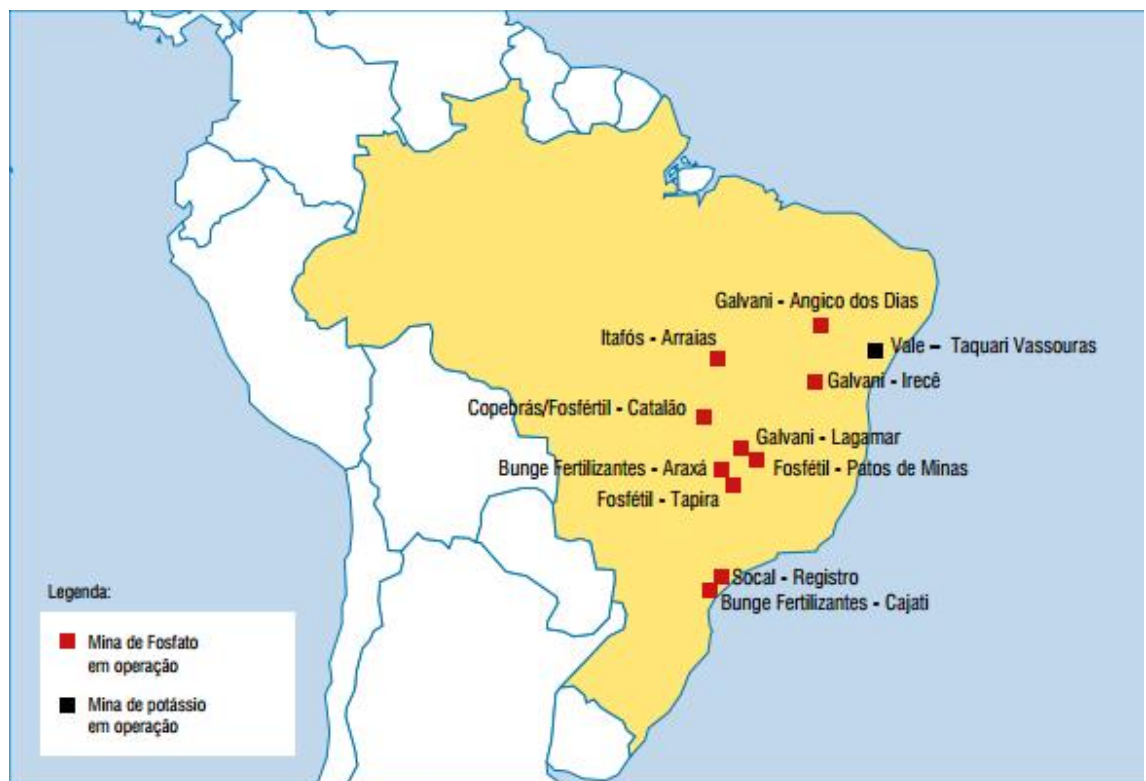 Galvani - Angico dos Dias
Itafós - Arraias
Vale – Taquari Vassouras
Galvani - Irecê
Copebrás/Fosfértil - Catalão
Galvani - Lagamar
Bunge Fertilizantes - Araxá
Fosfétil - Patos de Minas
Fosfétil - Tapira
Socal - Registro
Bunge Fertilizantes - Cajati
Legenda:
Mina de Fosfato
em operação
Mina de potássio
em operação